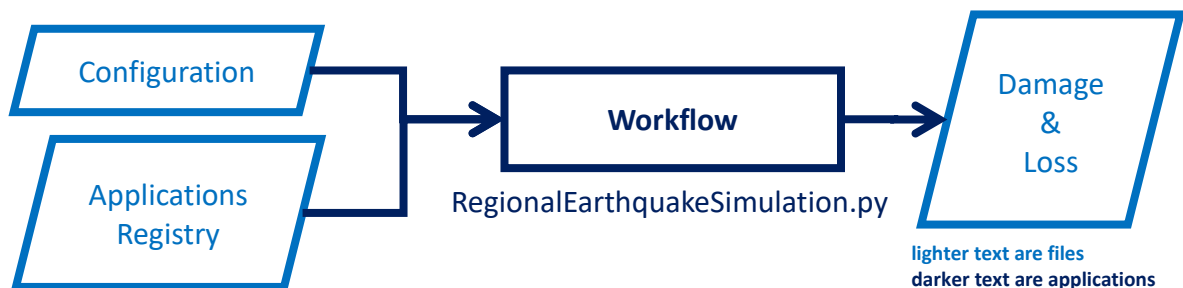 Configuration
Applications
Registry
Workflow
RegionalEarthquakeSimulation.py
Damage
&
Loss
lighter text are files
darker text are applications